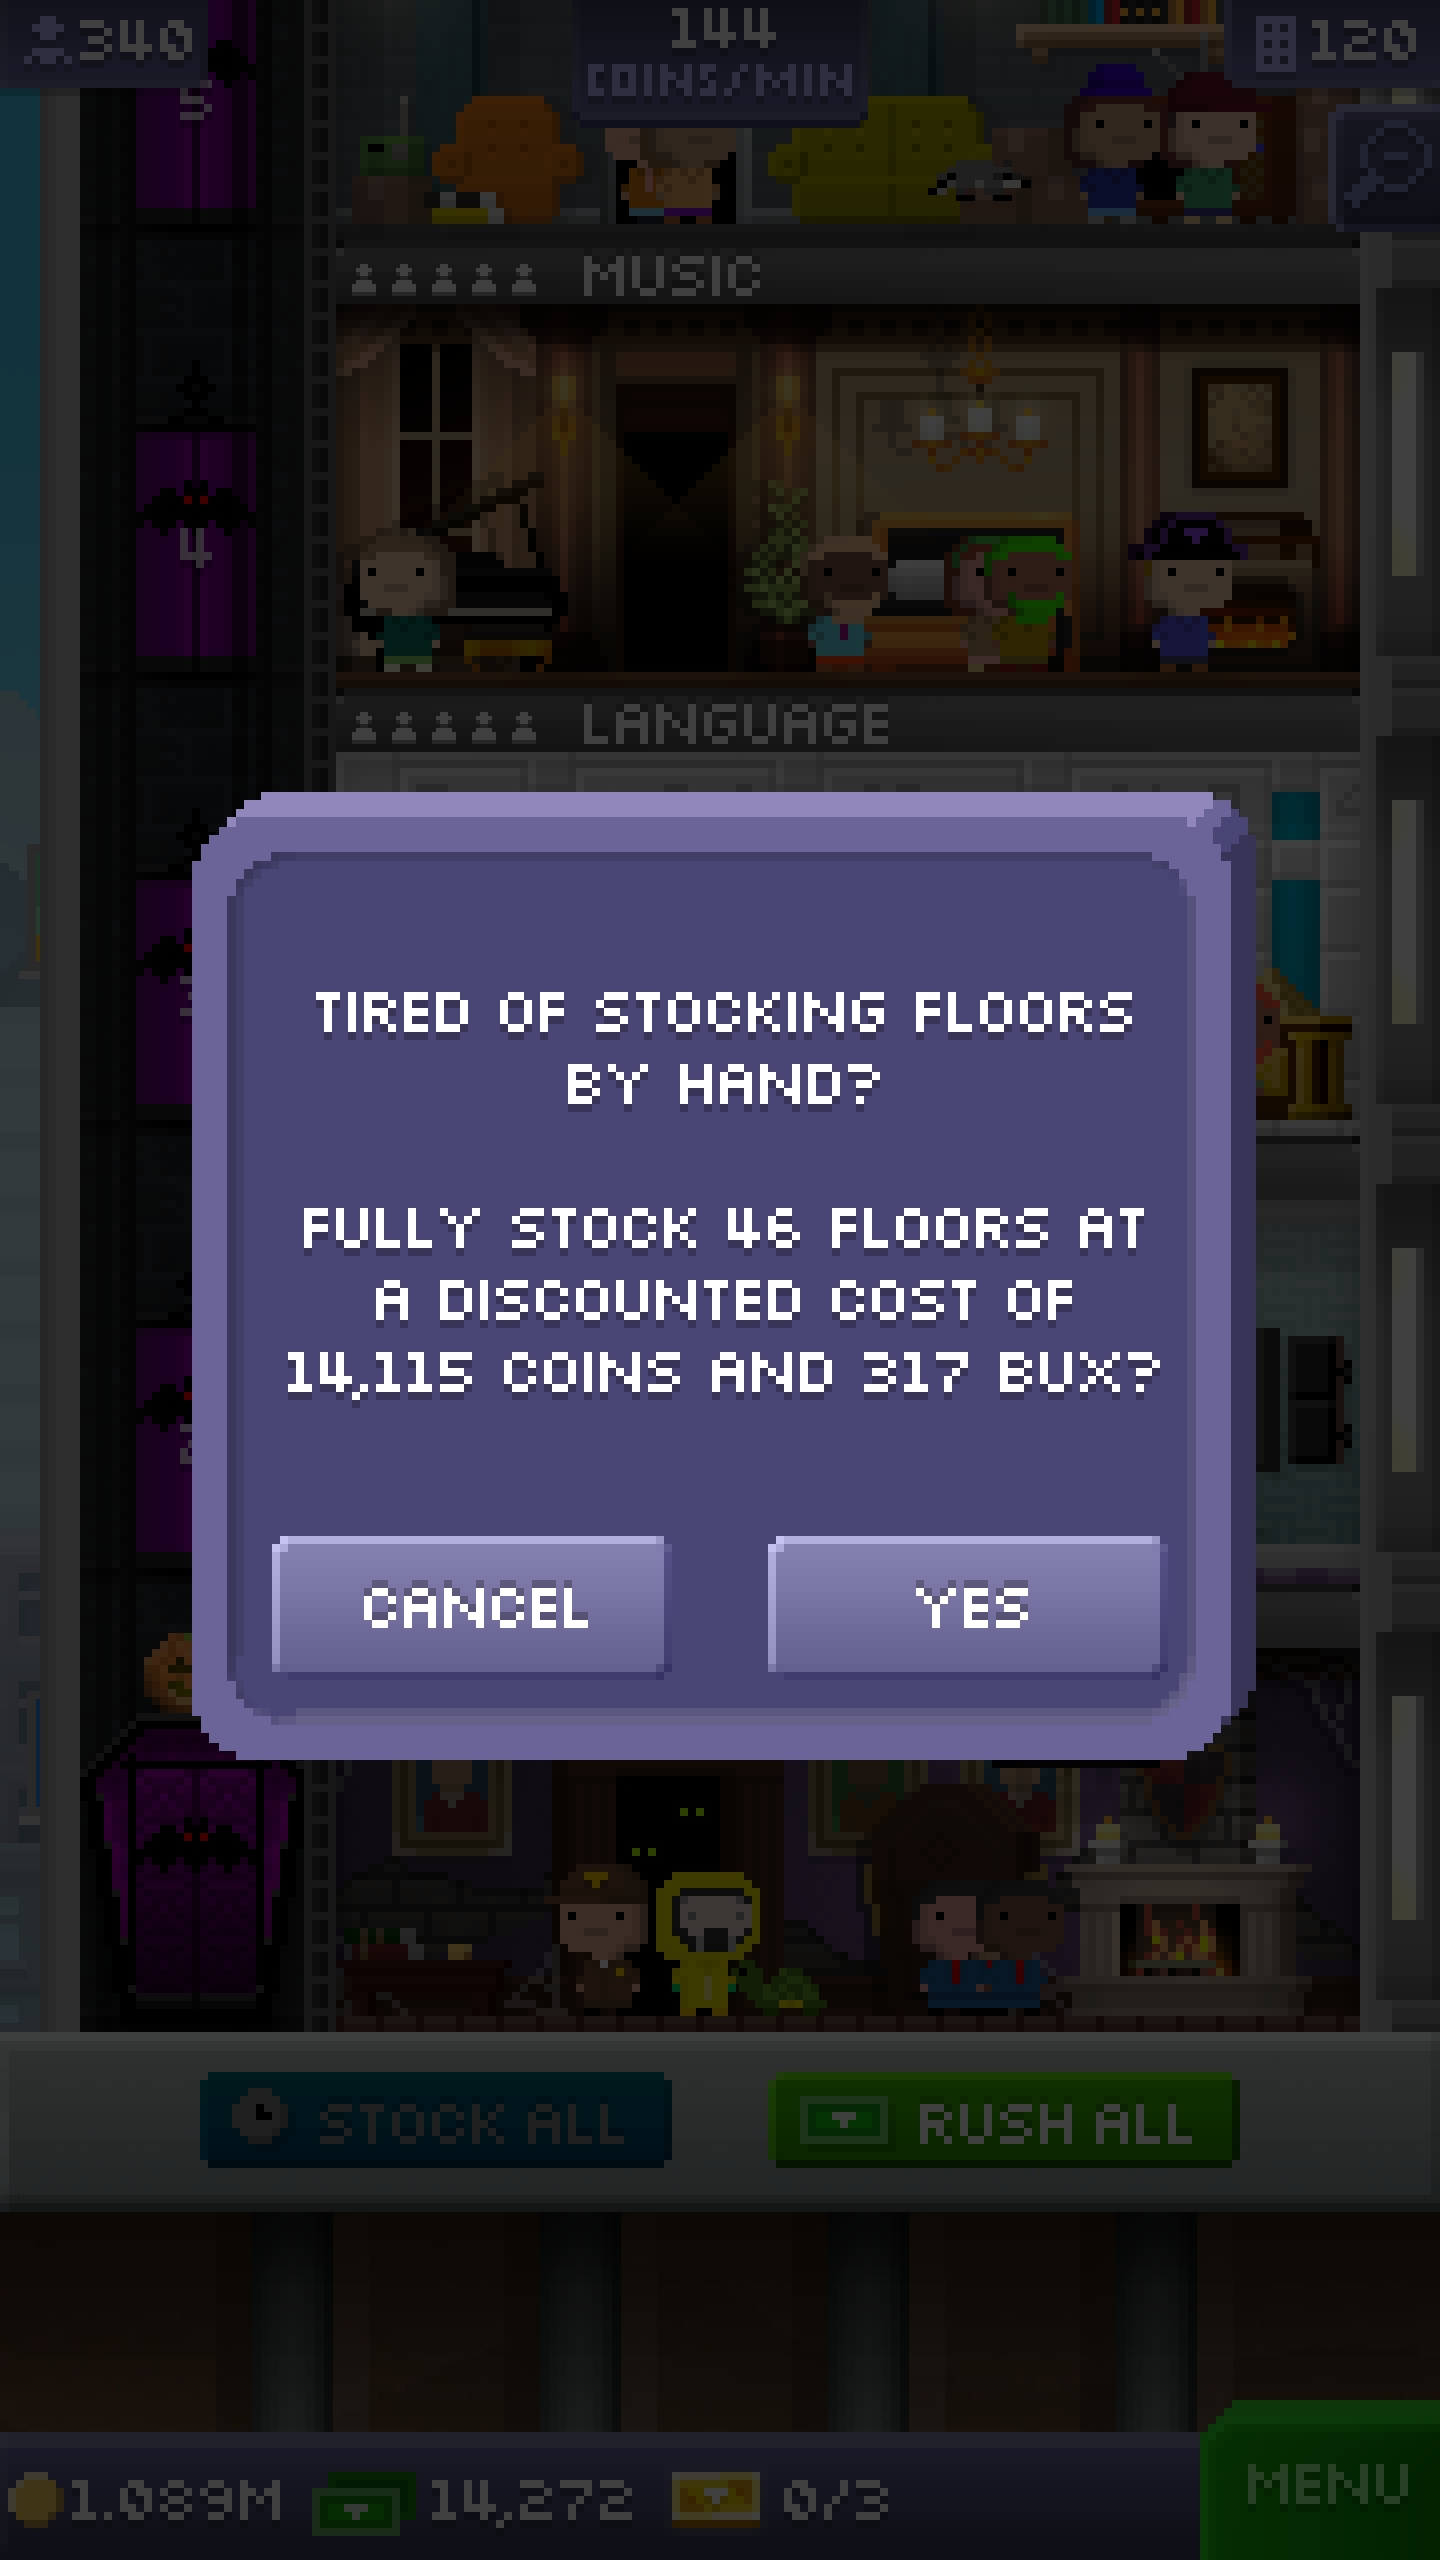 340
144
COINS/MIN
120
5
MUSIC
4
LANGUAGE
TIRED OF STOCKING FLOORS
BY HAND?
FULLY STOCK 46 FLOORS AT
A DISCOUNTED COST OF
14,115 COINS AND 317 BUX?
CANCEL
YES
STOCK ALL
RUSH ALL
1.089M
14,272
0/3
MENU